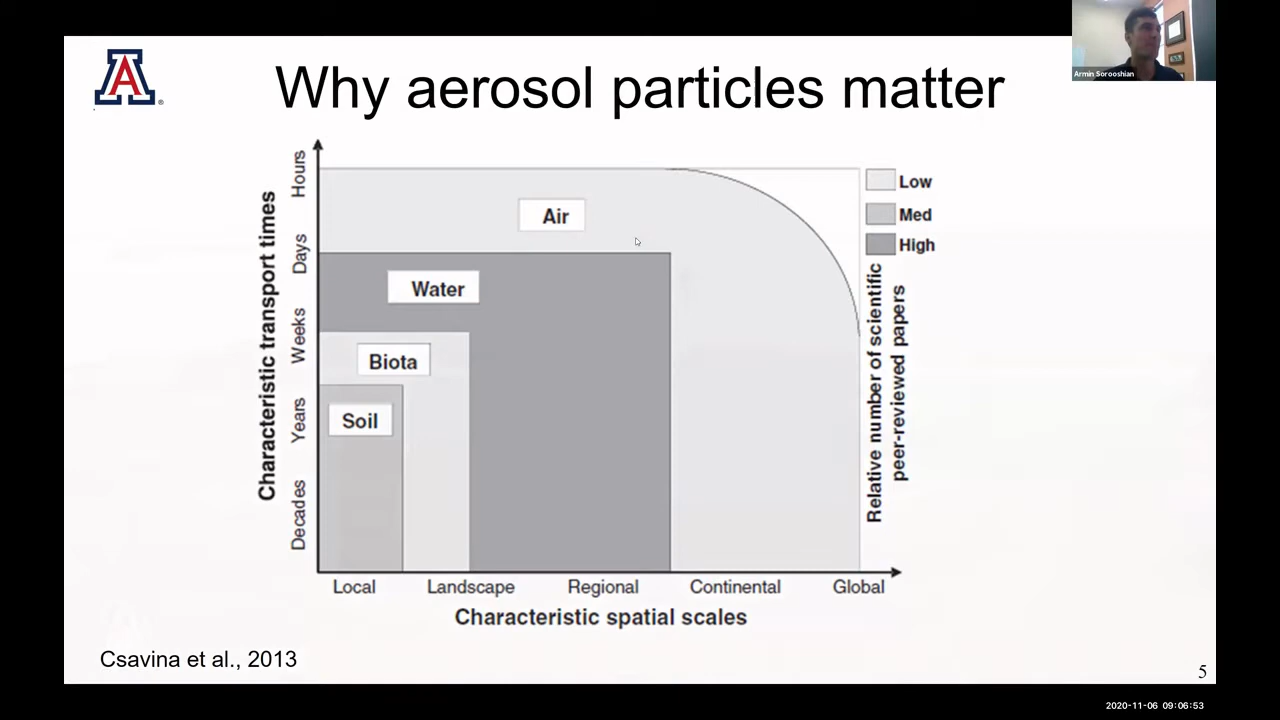 Armin Sorooshian
A
Why aerosol particles matter
Characteristic transport times
Hours
Days
Weeks
Years
Decades
Air
Water
Biota
Soil
Low
Med
High
Relative number of scientific
peer-reviewed papers
Local Landscape Regional Continental Global
Characteristic spatial scales
Csavina et al., 2013
5
2020-11-06 09:06:53